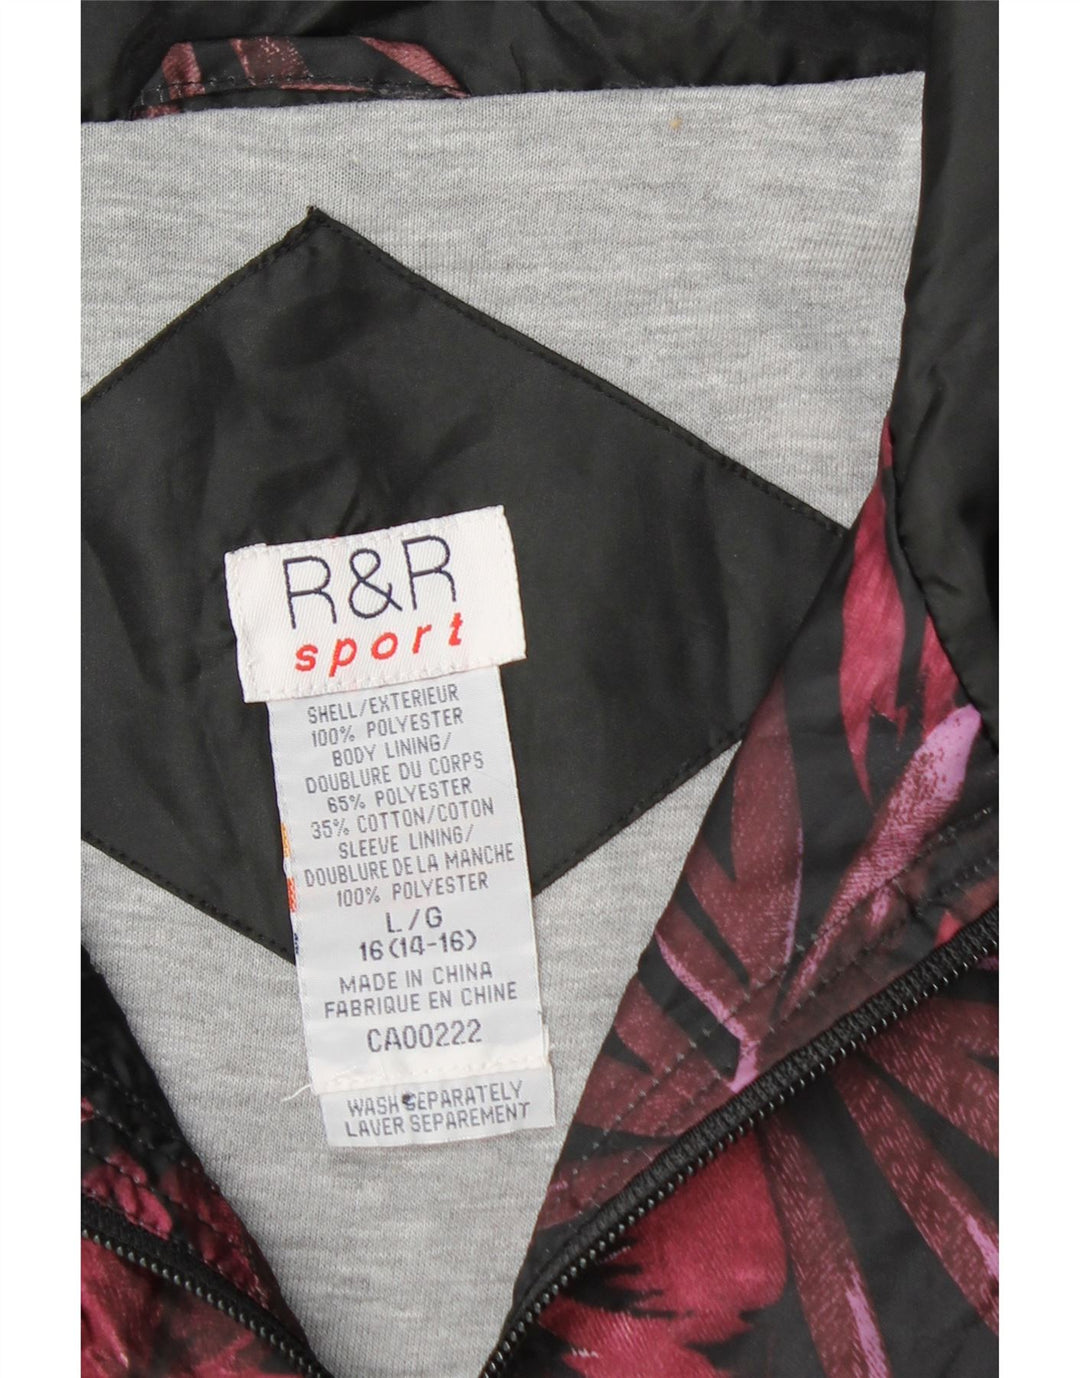 R&R
sport
SHELL/EXTERIEUR
100% POLYESTER
BODY LINING/
DOUBLURE DU CORPS
65% POLYESTER
35% COTTON/COTON
SLEEVE LINING/
DOUBLURE DE LA MANCHE
100% POLYESTER
L/G
16(14-16)
MADE IN CHINA
FABRIQUE EN CHINE
CA00222
WASH SEPARATELY
LAVER SEPAREMENT